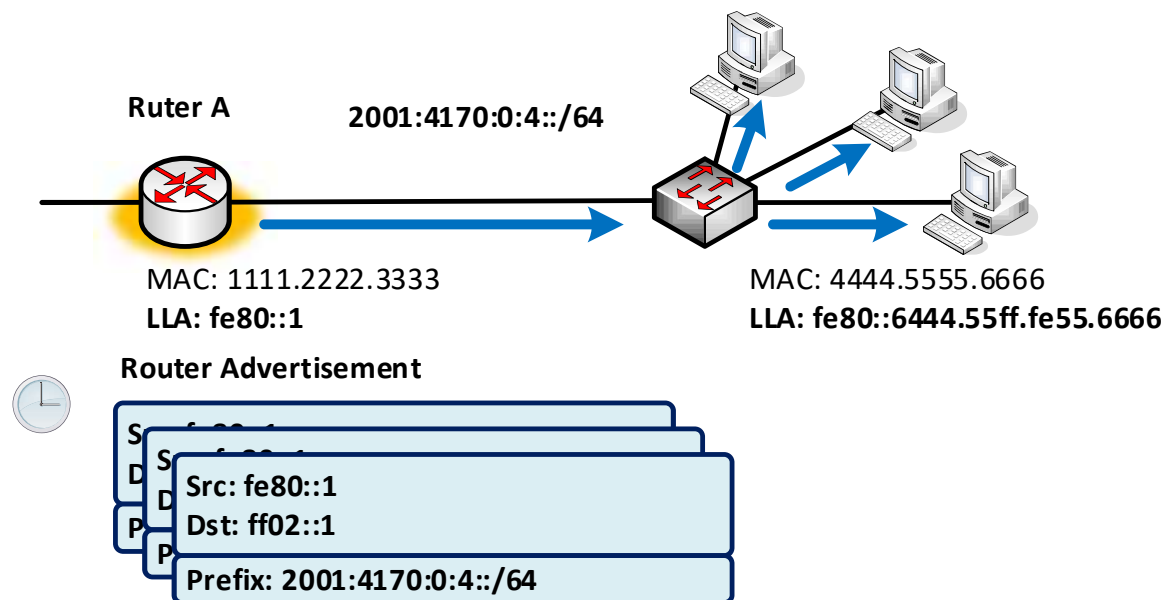 Ruter A
2001:4170:0:4::/64
MAC: 1111.2222.3333
LLA: fe80::1
MAC: 4444.5555.6666
LLA: fe80::6444.55ff.fe55.6666
Router Advertisement
Src: fe80::1
Dst: ff02::1
Prefix: 2001:4170:0:4::/64